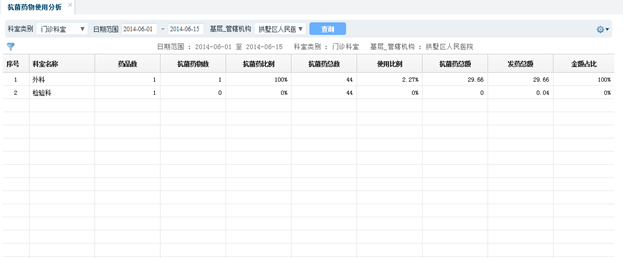 抗菌药物使用分析
科室类别 门诊科室 日期范围 2014-06-01 - 2014-06-15 基层_管辖机构 拱墅区人民医 查询
日期范围 : 2014-06-01 至 2014-06-15 科室类别 : 门诊科室 基层_管辖机构 : 拱墅区人民医院
序号 科室名称 药品数 抗菌药物数 抗菌药比例 抗菌药总数 使用比例 抗菌药总额 发药总额 金额占比
1 外科 1 1 100% 44 2.27% 29.66 29.66 100%
2 检验科 1 0 0% 44 0% 0 0.04 0%